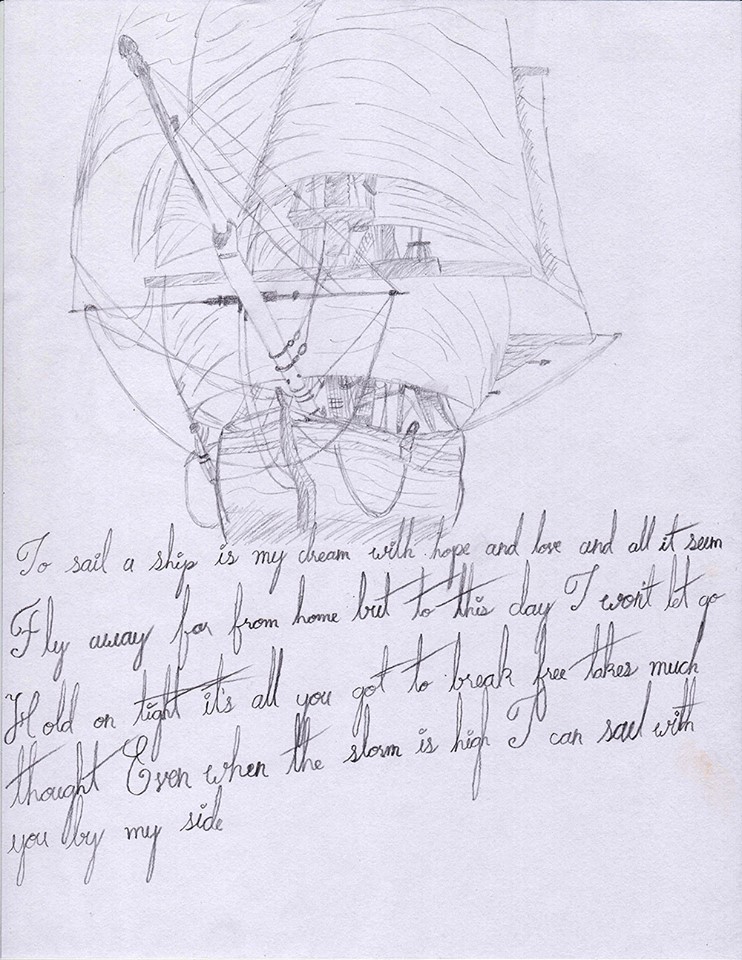 To sail a ship is my dream with hope and love and all it seem
Fly away far from home but to this day I won't let go
Hold on tight it's all you got to break free takes much
thought Even when the storm is high I can sail with
you by my side